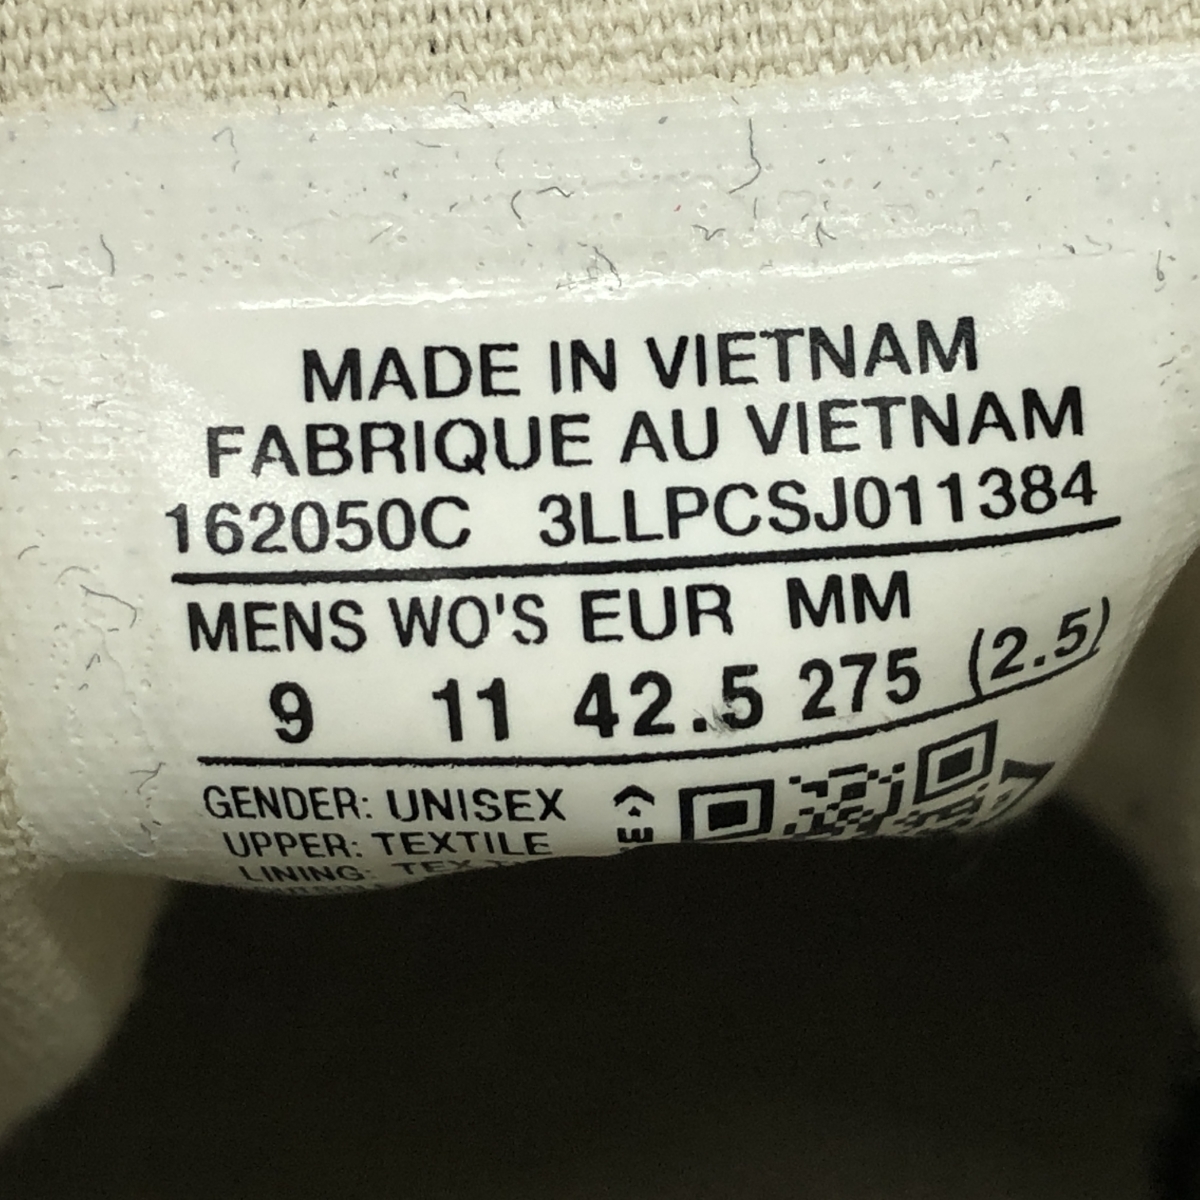 MADE IN VIETNAM
FABRIQUE AU VIETNAM
162050C 3LLPCSJ011384
MENS WO'S EUR MM
9 11 42.5 275 (2.5)
GENDER: UNISEX
UPPER: TEXTILE
LINING: